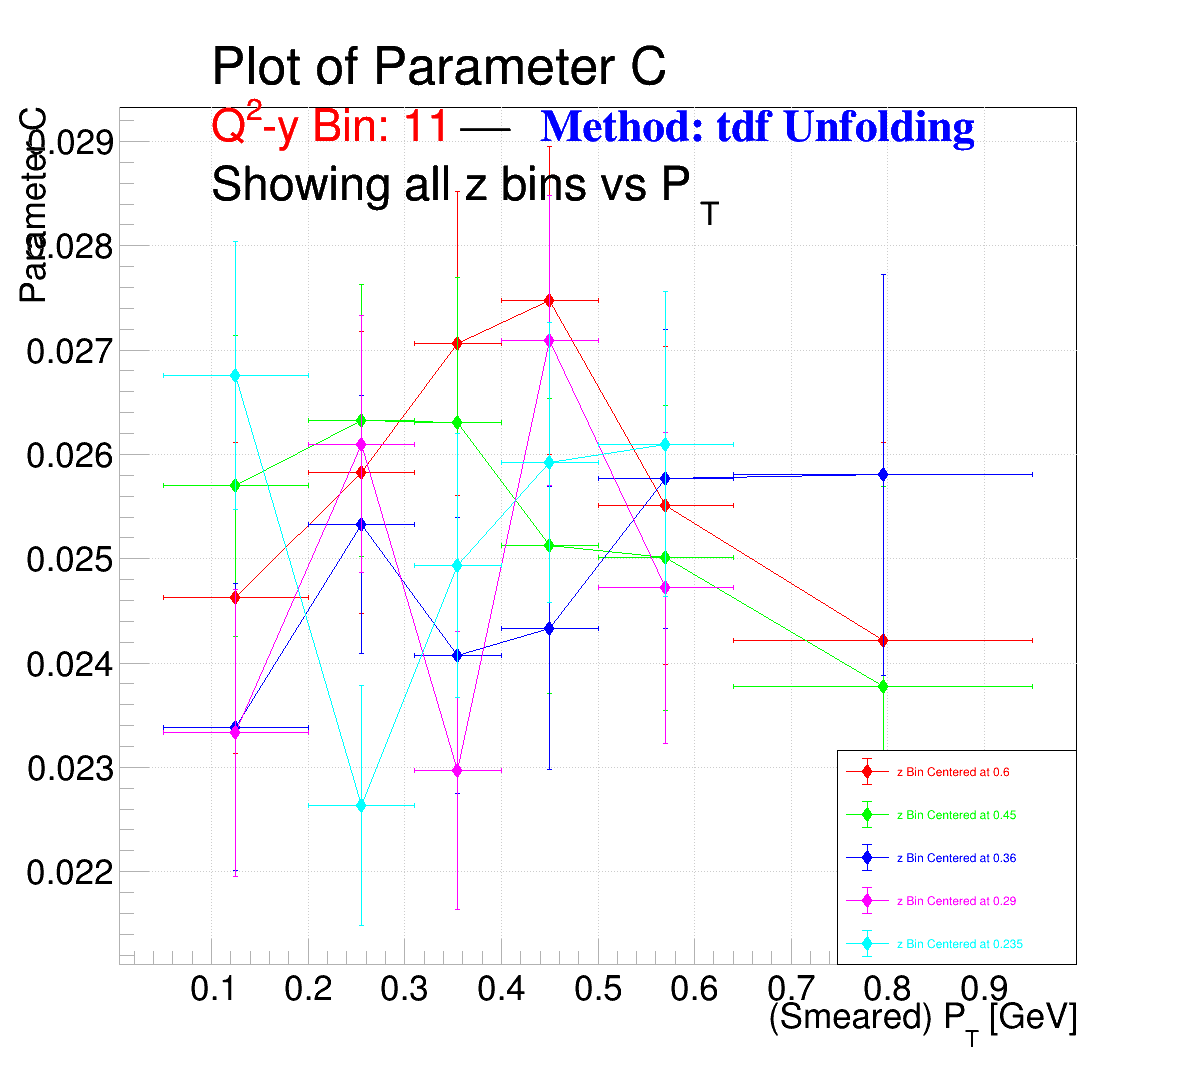 Plot of Parameter C
Q²-y Bin: 11 — Method: tdf Unfolding
Showing all z bins vs P_T
Parameter C
0.029
0.028
0.027
0.026
0.025
0.024
0.023
0.022
z Bin Centered at 0.6
z Bin Centered at 0.45
z Bin Centered at 0.36
z Bin Centered at 0.29
z Bin Centered at 0.235
0.1 0.2 0.3 0.4 0.5 0.6 0.7 0.8 0.9
(Smeared) P_T [GeV]